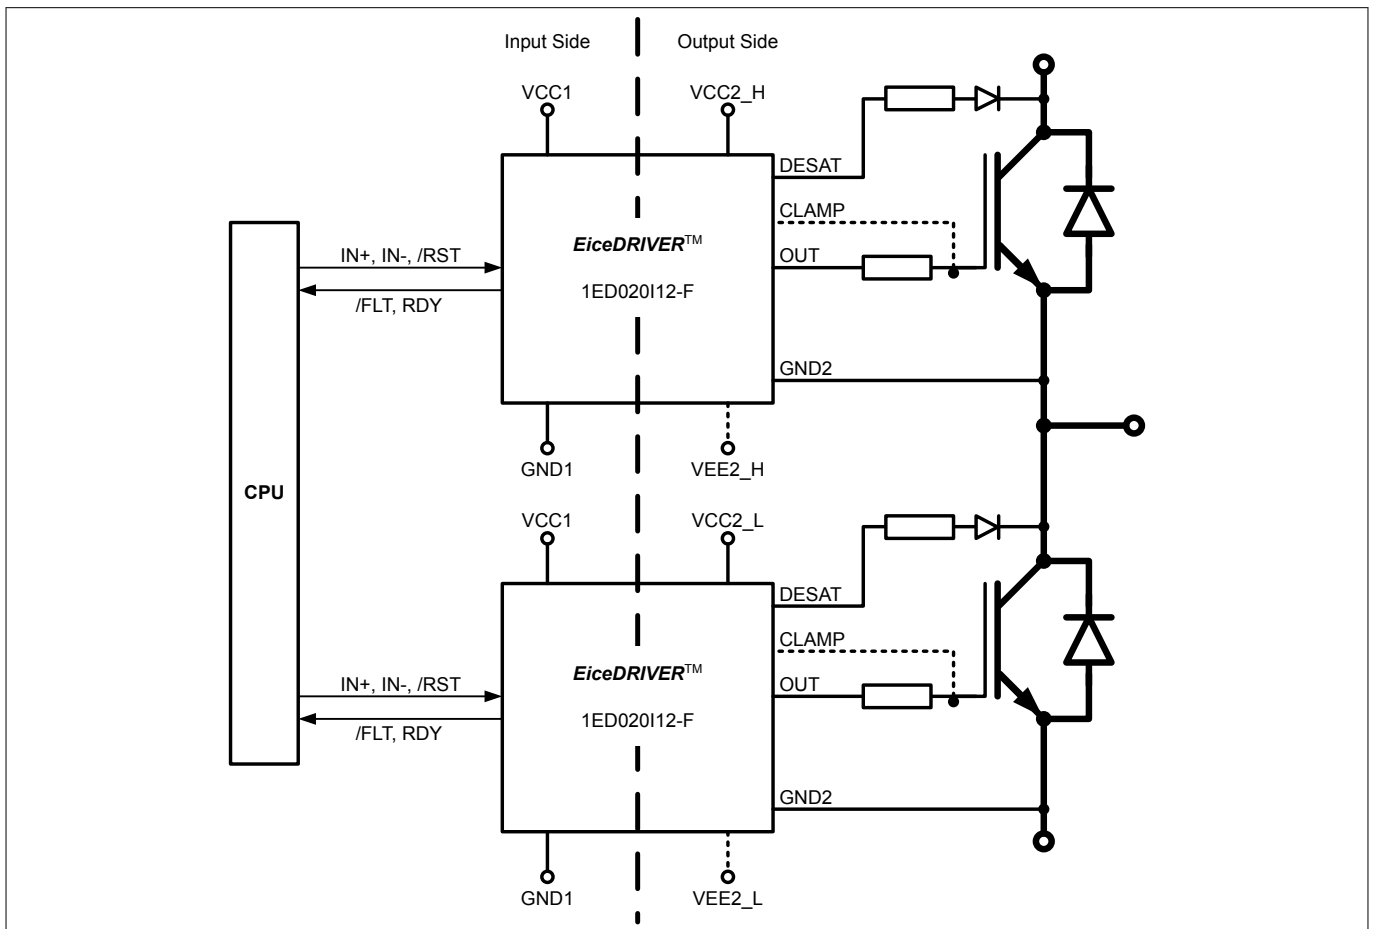 Input Side
Output Side
VCC1
VCC2_H
DESAT
CLAMP
EiceDRIVER™
OUT
1ED020I12-F
IN+, IN-, /RST
/FLT, RDY
GND2
GND1
VEE2_H
CPU
VCC1
VCC2_L
DESAT
CLAMP
EiceDRIVER™
OUT
1ED020I12-F
IN+, IN-, /RST
/FLT, RDY
GND2
GND1
VEE2_L